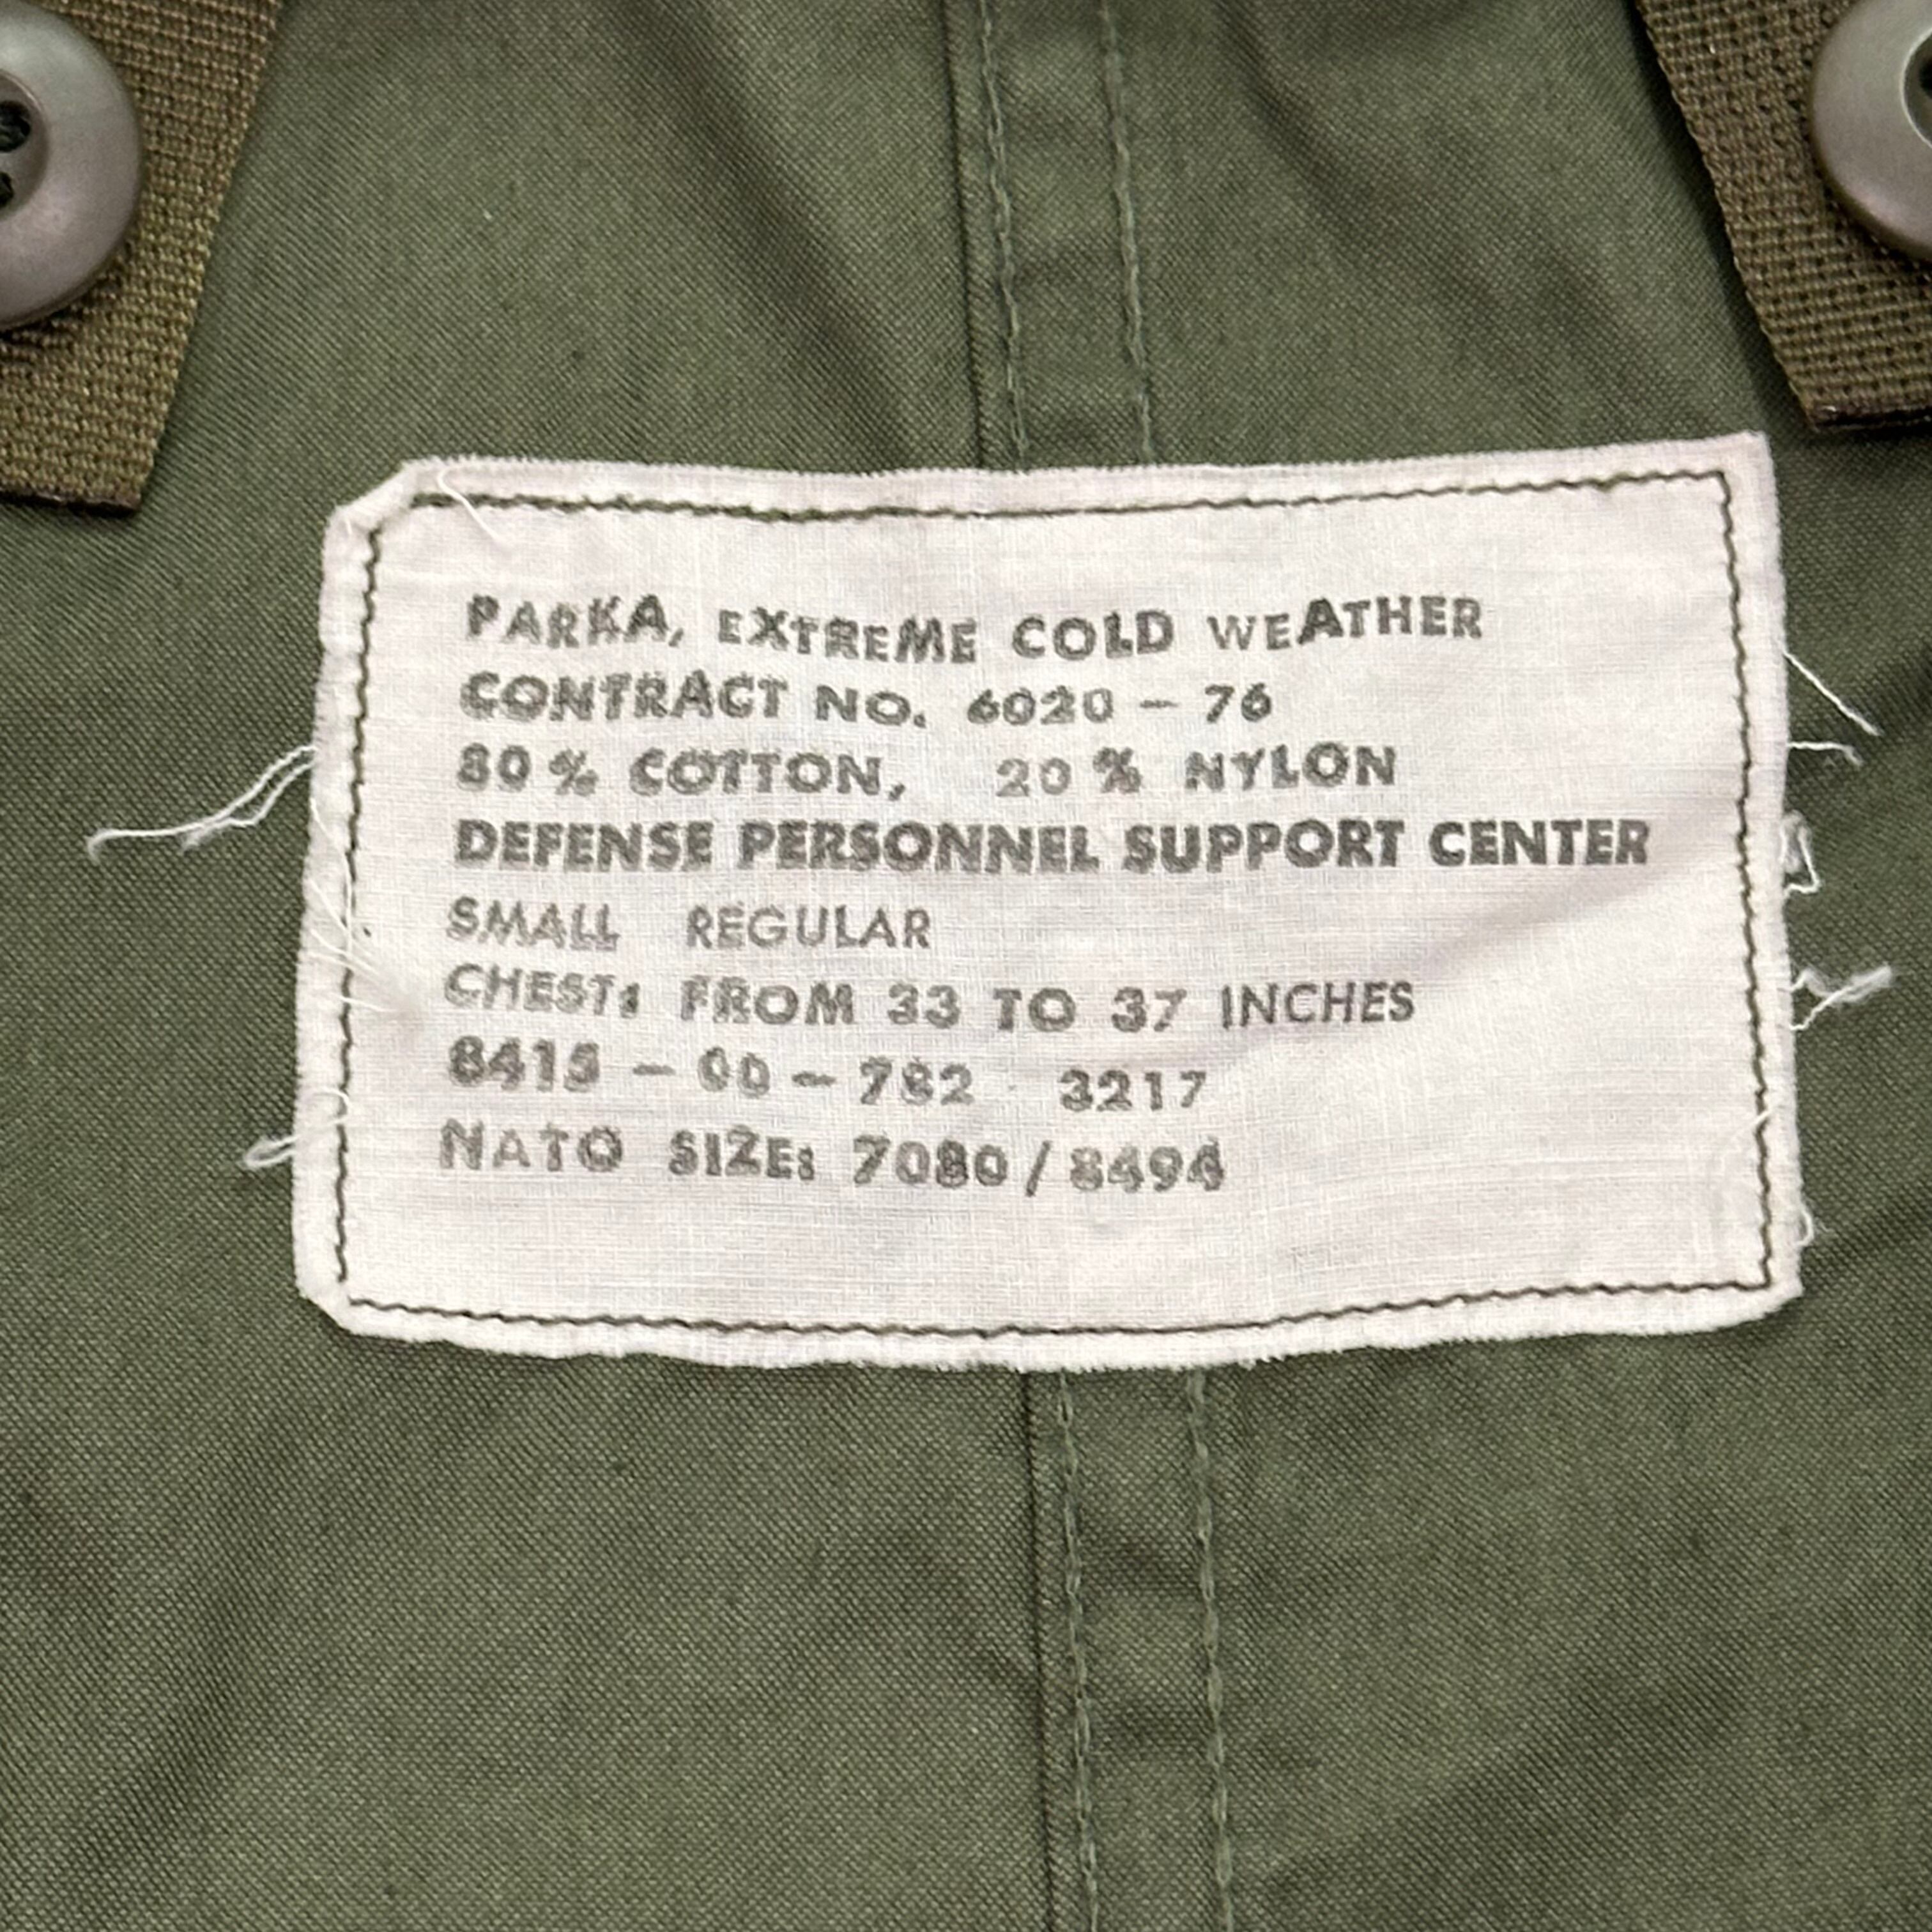 PARKA, EXTREME COLD WEATHER
CONTRACT NO. 6020 - 76
80 % COTTON, 20 % NYLON
DEFENSE PERSONNEL SUPPORT CENTER
SMALL REGULAR
CHEST: FROM 33 TO 37 INCHES
8415 - 00 - 782 3217
NATO SIZE: 7080 / 8494